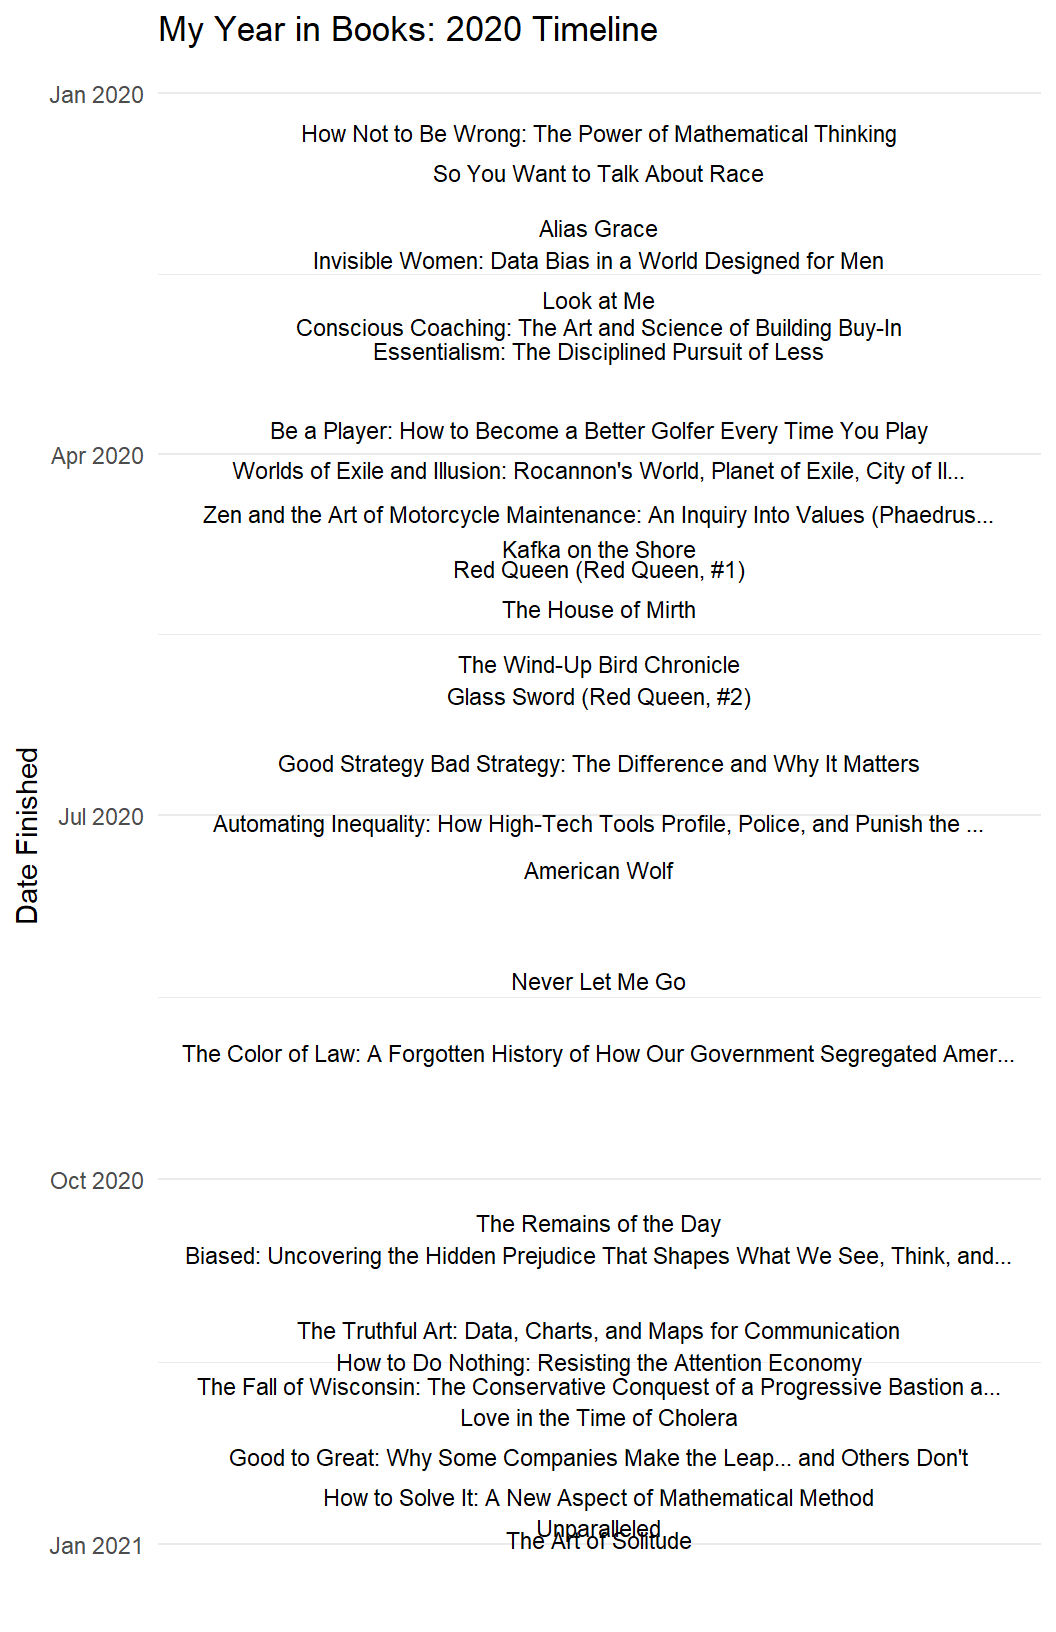 My Year in Books: 2020 Timeline
Jan 2020
How Not to Be Wrong: The Power of Mathematical Thinking
So You Want to Talk About Race
Alias Grace
Invisible Women: Data Bias in a World Designed for Men
Look at Me
Conscious Coaching: The Art and Science of Building Buy-In
Essentialism: The Disciplined Pursuit of Less
Be a Player: How to Become a Better Golfer Every Time You Play
Apr 2020
Worlds of Exile and Illusion: Rocannon's World, Planet of Exile, City of Il...
Zen and the Art of Motorcycle Maintenance: An Inquiry Into Values (Phaedrus...
Kafka on the Shore
Red Queen (Red Queen, #1)
The House of Mirth
The Wind-Up Bird Chronicle
Glass Sword (Red Queen, #2)
Good Strategy Bad Strategy: The Difference and Why It Matters
Date Finished
Jul 2020
Automating Inequality: How High-Tech Tools Profile, Police, and Punish the ...
American Wolf
Never Let Me Go
The Color of Law: A Forgotten History of How Our Government Segregated Amer...
Oct 2020
The Remains of the Day
Biased: Uncovering the Hidden Prejudice That Shapes What We See, Think, and...
The Truthful Art: Data, Charts, and Maps for Communication
How to Do Nothing: Resisting the Attention Economy
The Fall of Wisconsin: The Conservative Conquest of a Progressive Bastion a...
Love in the Time of Cholera
Good to Great: Why Some Companies Make the Leap... and Others Don't
How to Solve It: A New Aspect of Mathematical Method
Unparalleled
The Art of Solitude
Jan 2021